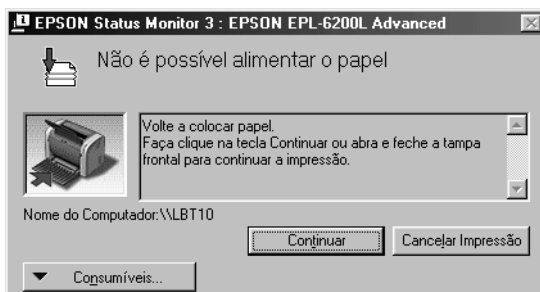 EPSON Status Monitor 3 : EPSON EPL-6200L Advanced
Não é possível alimentar o papel
Volte a colocar papel.
Faça clique na tecla Continuar ou abra e feche a tampa
frontal para continuar a impressão.
Nome do Computador:\\LBT10
Continuar
Cancelar Impressão
Consumíveis...